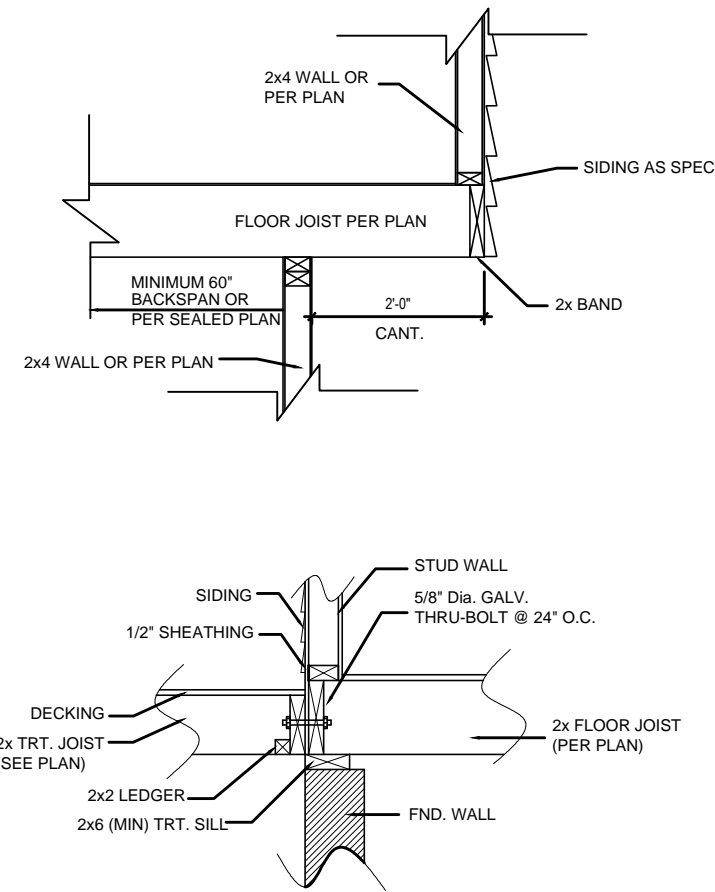 2x4 WALL OR
PER PLAN
SIDING AS SPEC
FLOOR JOIST PER PLAN
MINIMUM 60"
BACKSPAN OR
PER SEALED PLAN
2'-0"
CANT.
2x BAND
2x4 WALL OR PER PLAN
STUD WALL
SIDING
5/8" Dia. GALV.
THRU-BOLT @ 24" O.C.
1/2" SHEATHING
DECKING
2x TRT. JOIST
(SEE PLAN)
2x FLOOR JOIST
(PER PLAN)
2x2 LEDGER
2x6 (MIN) TRT. SILL
FND. WALL